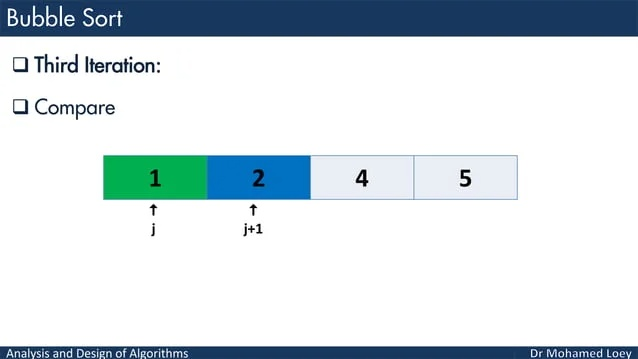 Bubble Sort
❑ Third Iteration:
❑ Compare
1 2 4 5
↑ ↑
j j+1
Analysis and Design of Algorithms Dr Mohamed Loey